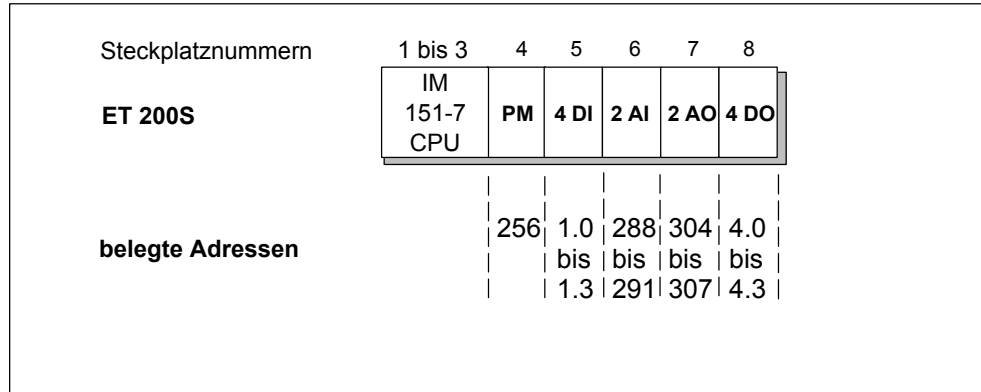 Steckplatznummern 1 bis 3 4 5 6 7 8
IM
ET 200S 151-7 PM 4 DI 2 AI 2 AO 4 DO
CPU
256 1.0 288 304 4.0
belegte Adressen bis bis bis bis
1.3 291 307 4.3